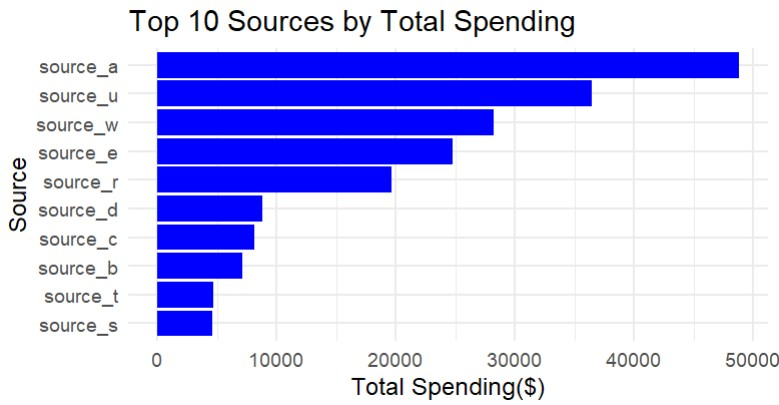 Top 10 Sources by Total Spending
Source
source_a
source_u
source_w
source_e
source_r
source_d
source_c
source_b
source_t
source_s
0 10000 20000 30000 40000 50000
Total Spending($)